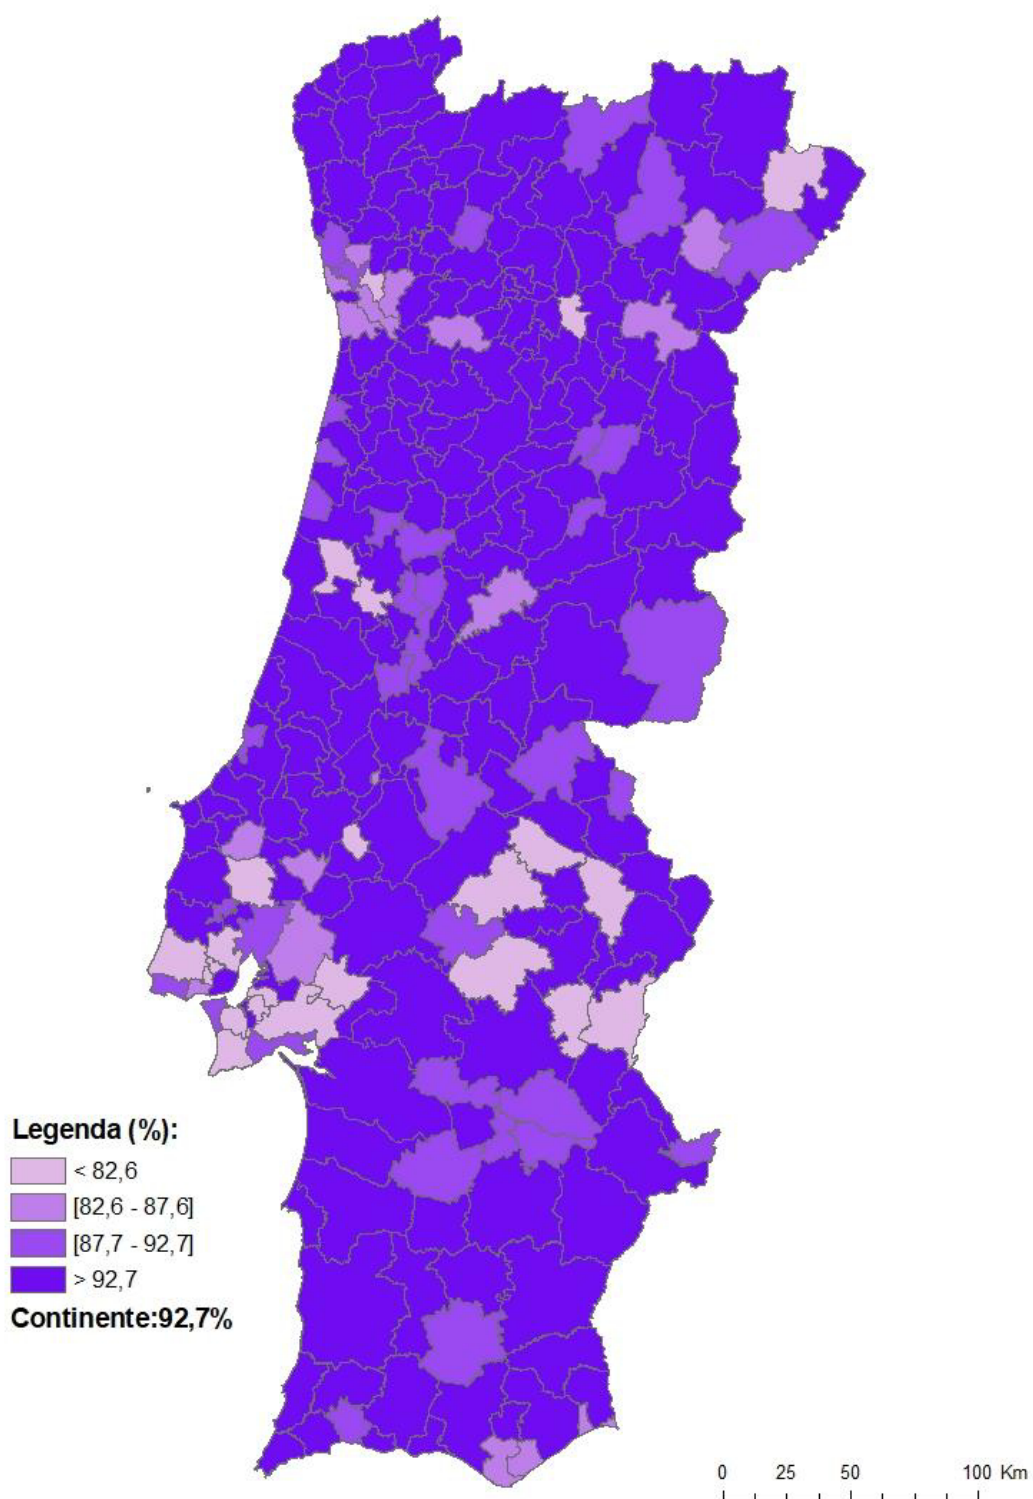 Legenda (%):
< 82,6
[82,6 - 87,6]
[87,7 - 92,7]
> 92,7
Continente:92,7%
0 25 50 100 Km